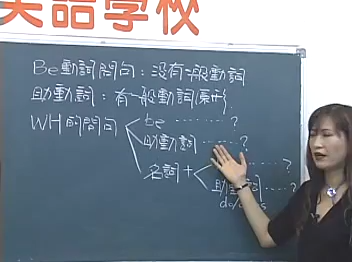 美語學校
Be動詞問句：沒有一般動詞
助動詞：有一般動詞原形
WH的問句
be ........?
助動詞 ......?
名詞+ ........?
助動詞 ....?
do/does